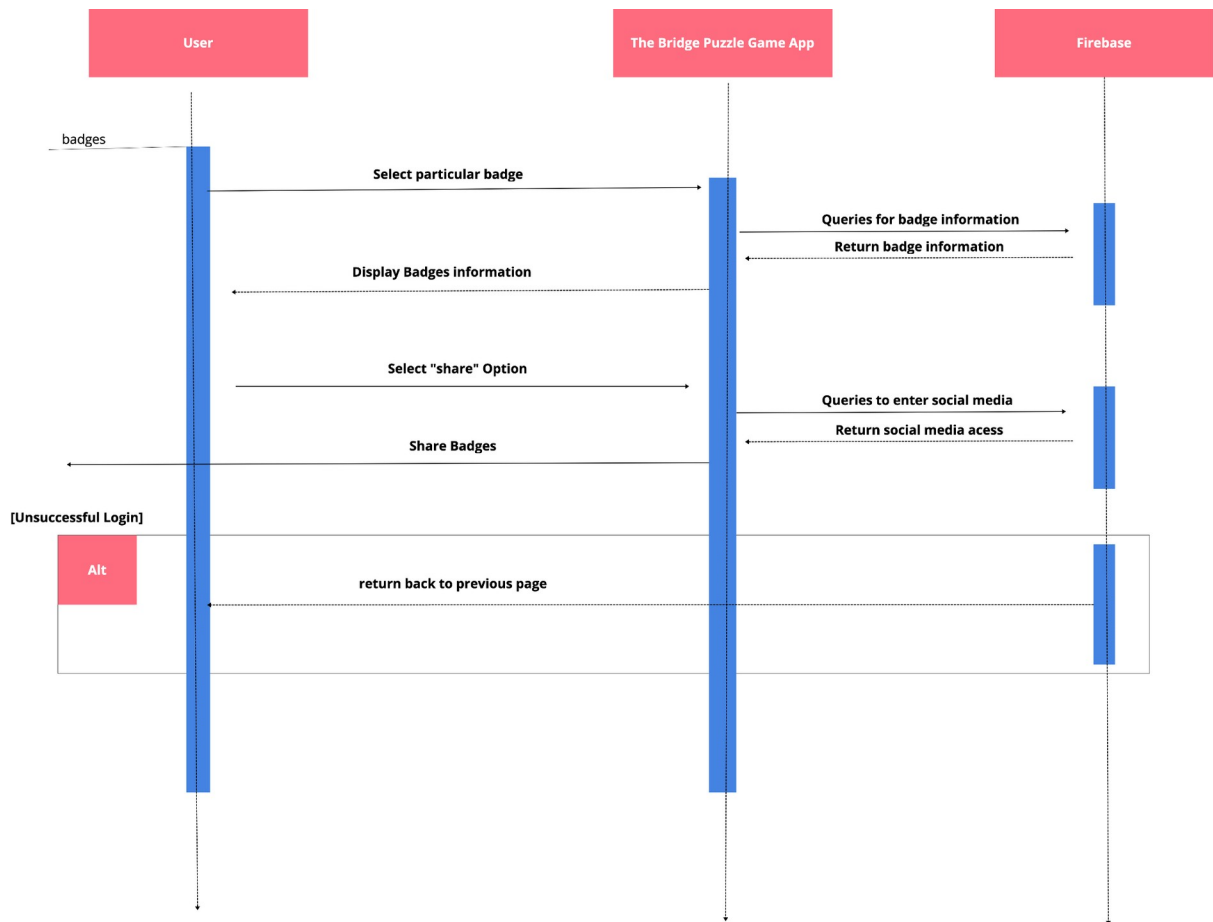 User
The Bridge Puzzle Game App
Firebase
badges
Select particular badge
Queries for badge information
Return badge information
Display Badges information
Select "share" Option
Queries to enter social media
Return social media acess
Share Badges
[Unsuccessful Login]
Alt
return back to previous page